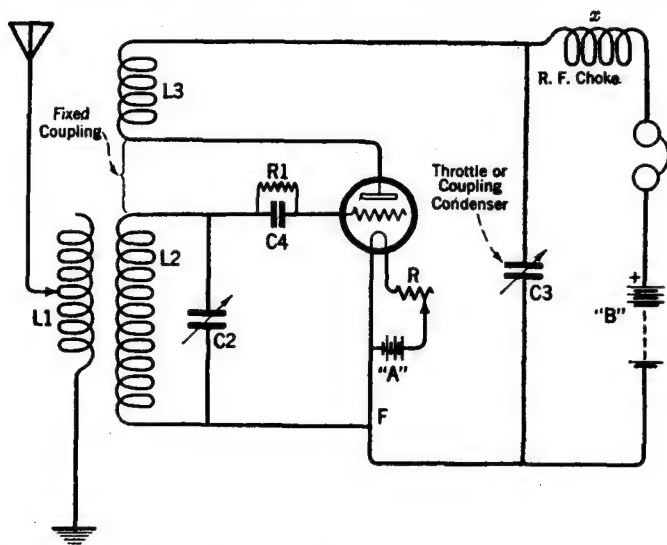 x
R. F. Choke
L3
Fixed
Coupling
R1
Throttle or
Coupling
Condenser
C4
L2
R
C3
+
"B"
L1
C2
"A"
F